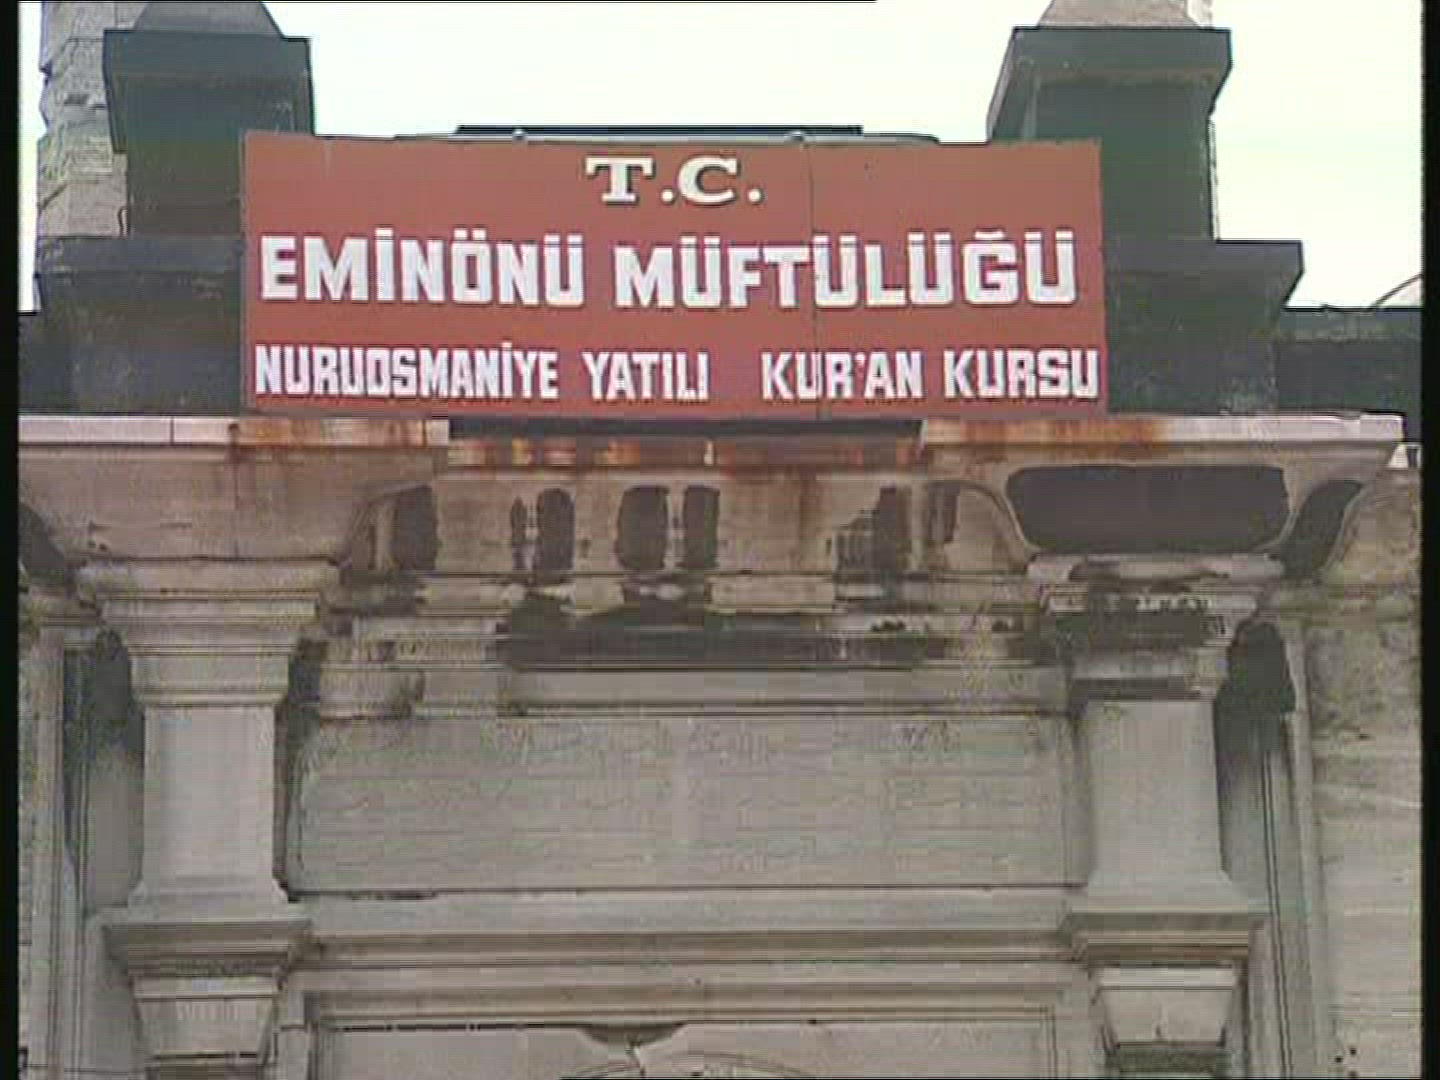 T.C.
EMİNÖNÜ MÜFTÜLÜĞÜ
NURUOSMANİYE YATILI KUR'AN KURSU